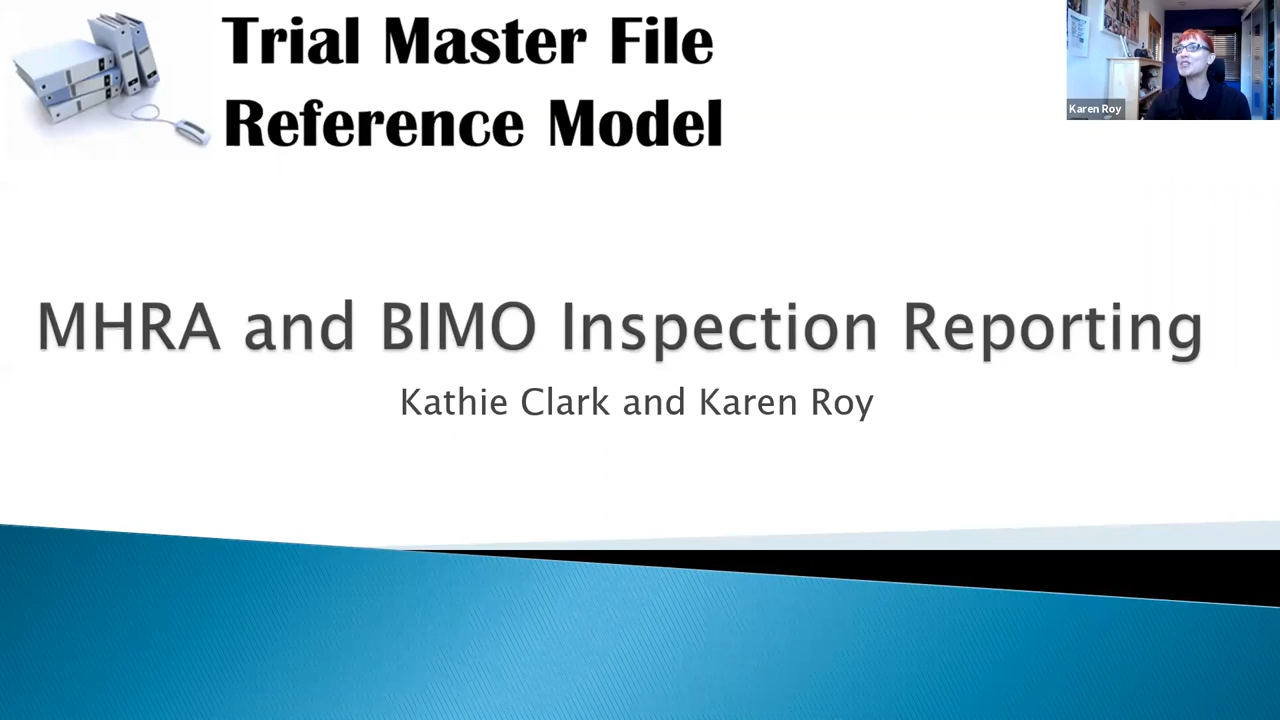 Trial Master File
Reference Model
Karen Roy
MHRA and BIMO Inspection Reporting
Kathie Clark and Karen Roy